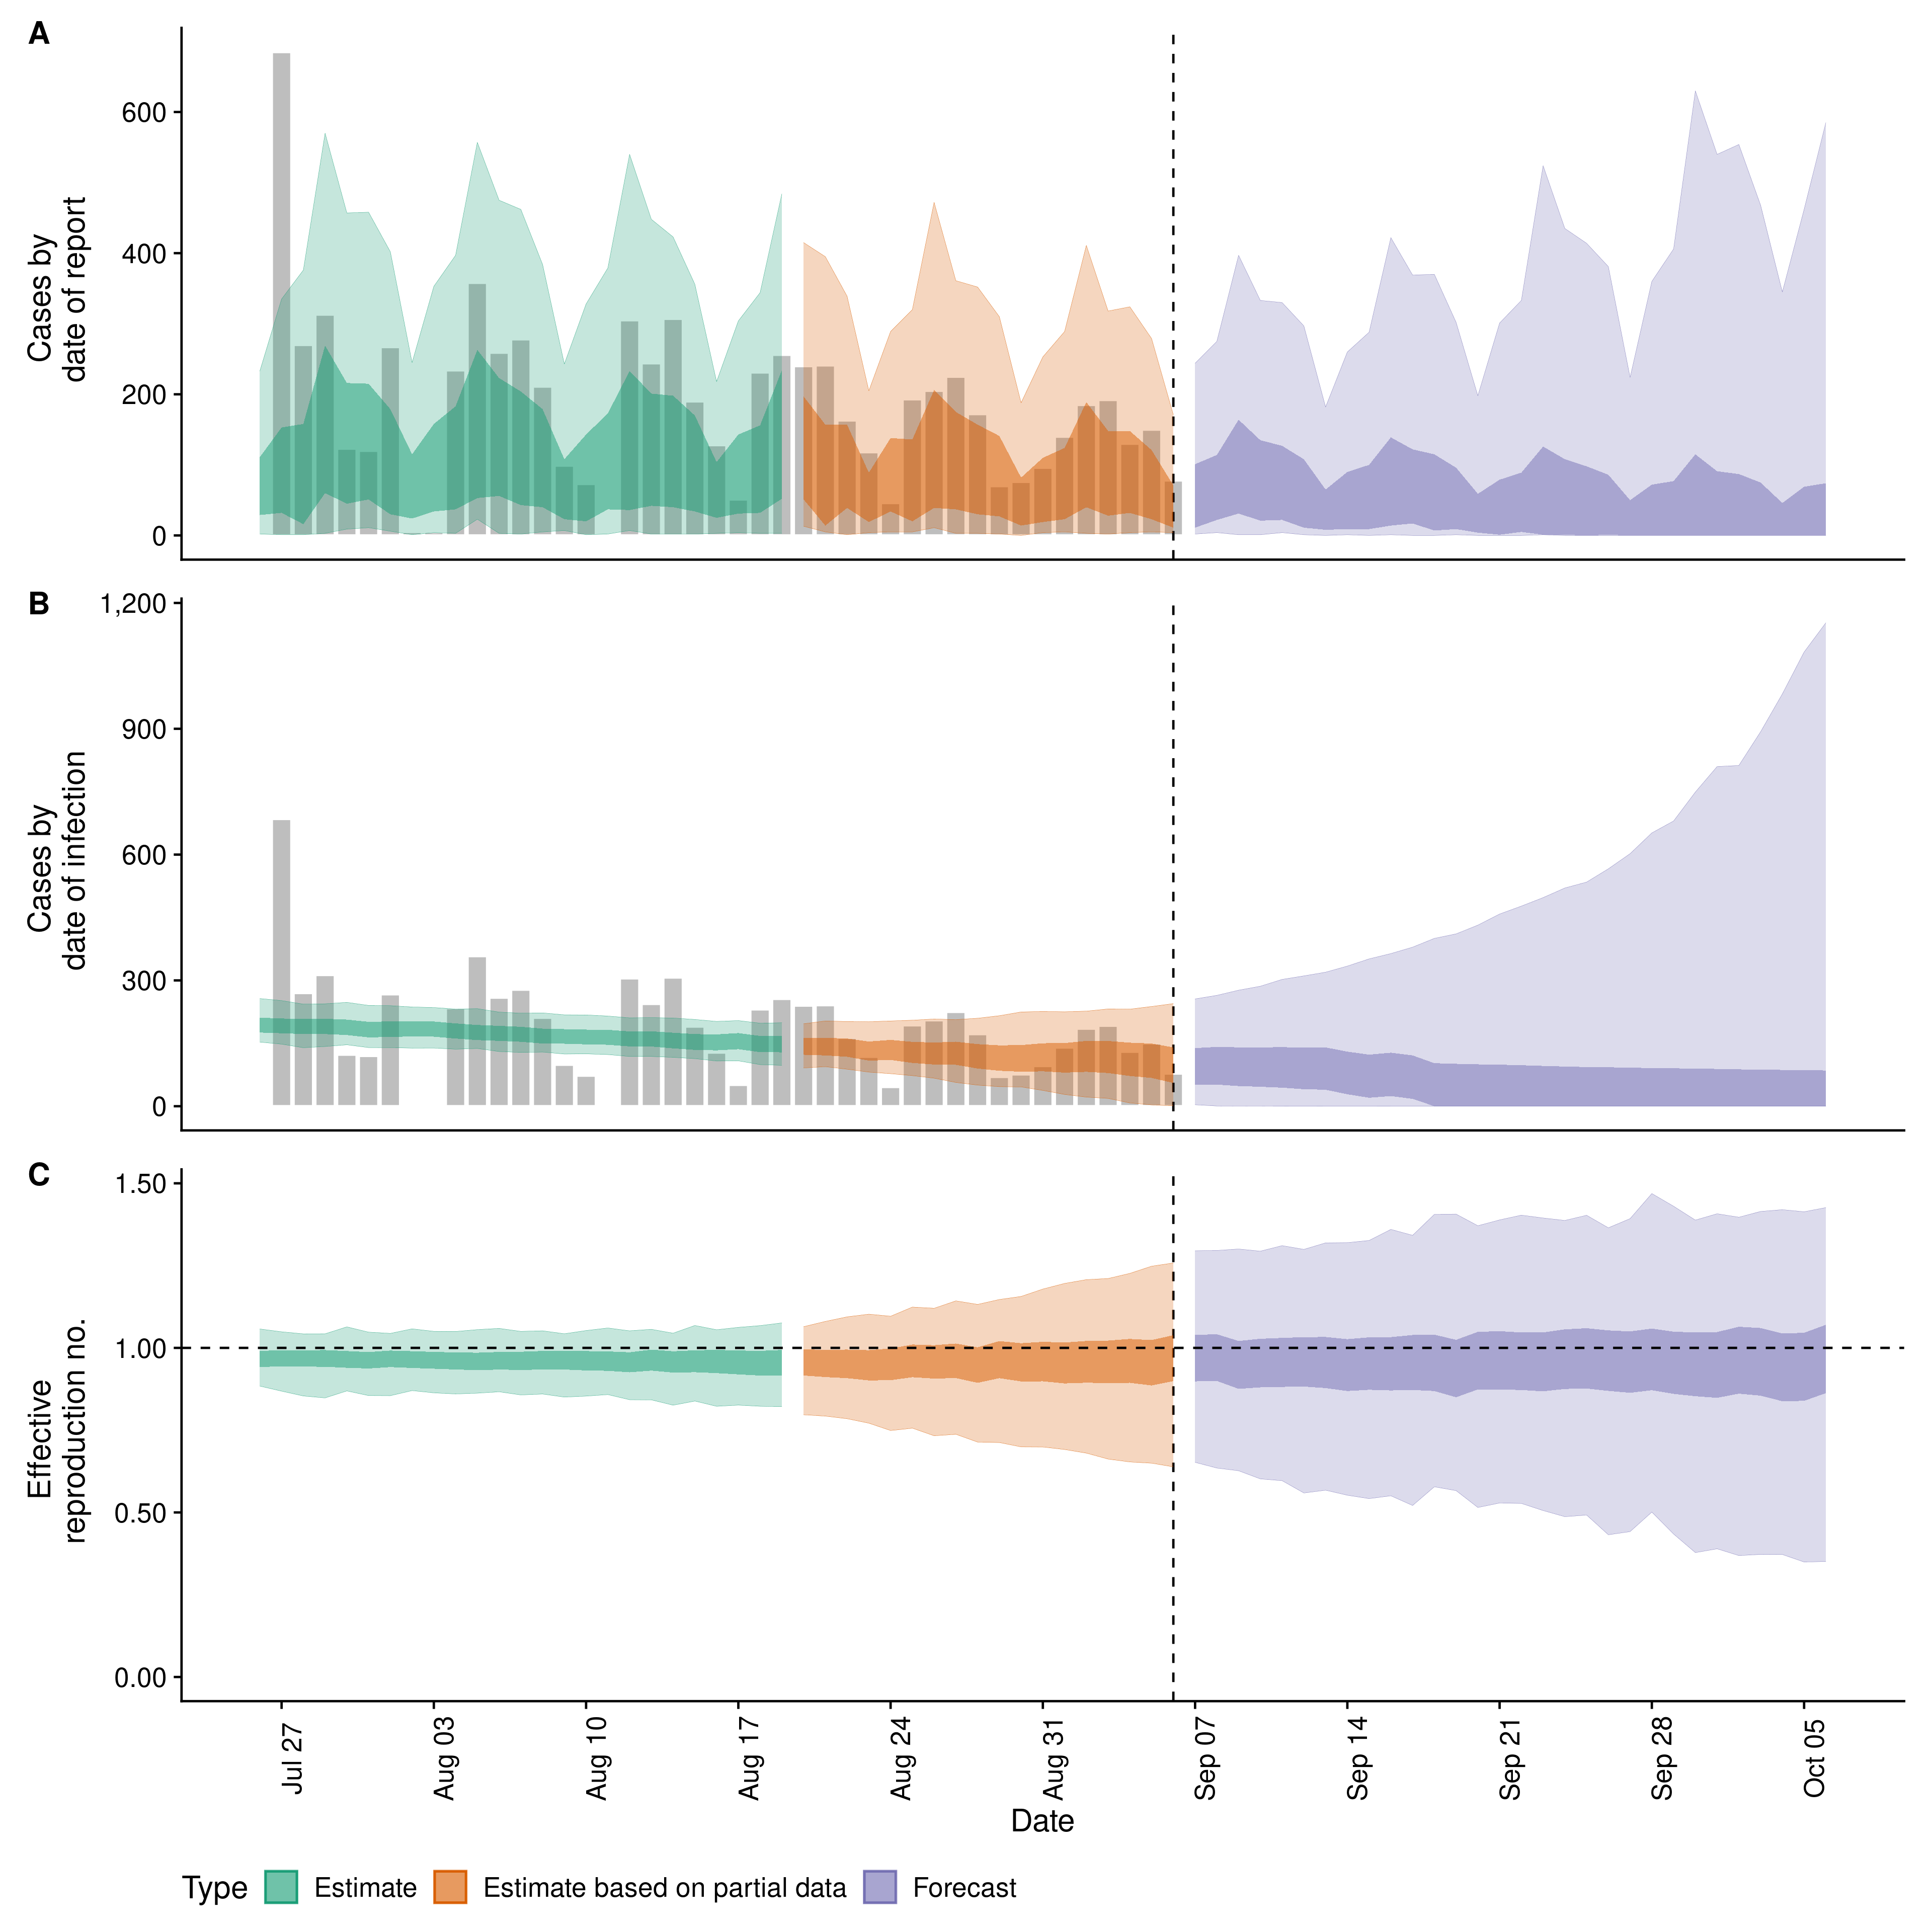 A
Cases by
date of report
600
400
200
0
B
Cases by
date of infection
1,200
900
600
300
0
C
Effective
reproduction no.
1.50
1.00
0.50
0.00
Jul 27
Aug 03
Aug 10
Aug 17
Aug 24
Aug 31
Sep 07
Sep 14
Sep 21
Sep 28
Oct 05
Date
Type Estimate Estimate based on partial data Forecast